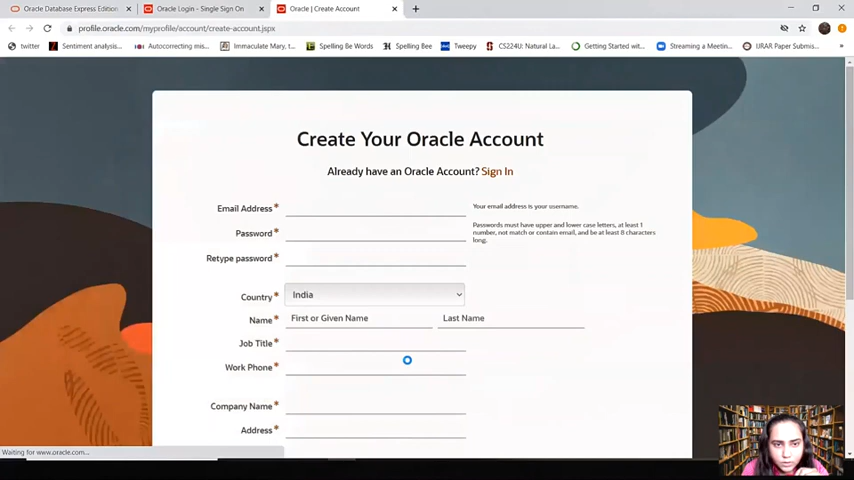 Oracle Database Express Edition
Oracle Login - Single Sign On
Oracle | Create Account
profile.oracle.com/myprofile/account/create-account.jspx
twitter
Sentiment analysis...
Autocorrecting mis...
Immaculate Mary, t...
Spelling Be Words
Spelling Bee
Tweepy
CS224U: Natural La...
Getting Started wit...
Streaming a Meetin...
IJRAR Paper Submis...
Create Your Oracle Account
Already have an Oracle Account? Sign In
Email Address*
Your email address is your username.
Password*
Passwords must have upper and lower case letters, at least 1
number, not match or contain email, and be at least 8 characters
long.
Retype password*
Country* India
Name* First or Given Name Last Name
Job Title*
Work Phone*
Company Name*
Address*
Waiting for www.oracle.com...